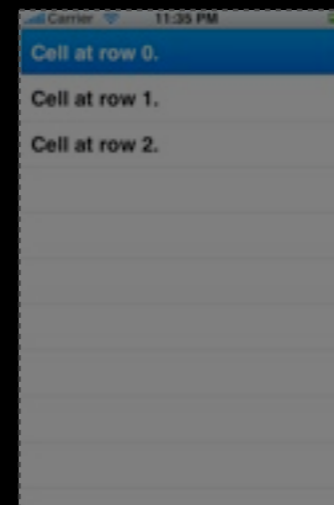 Carrier 11:35 PM
Cell at row 0.
Cell at row 1.
Cell at row 2.